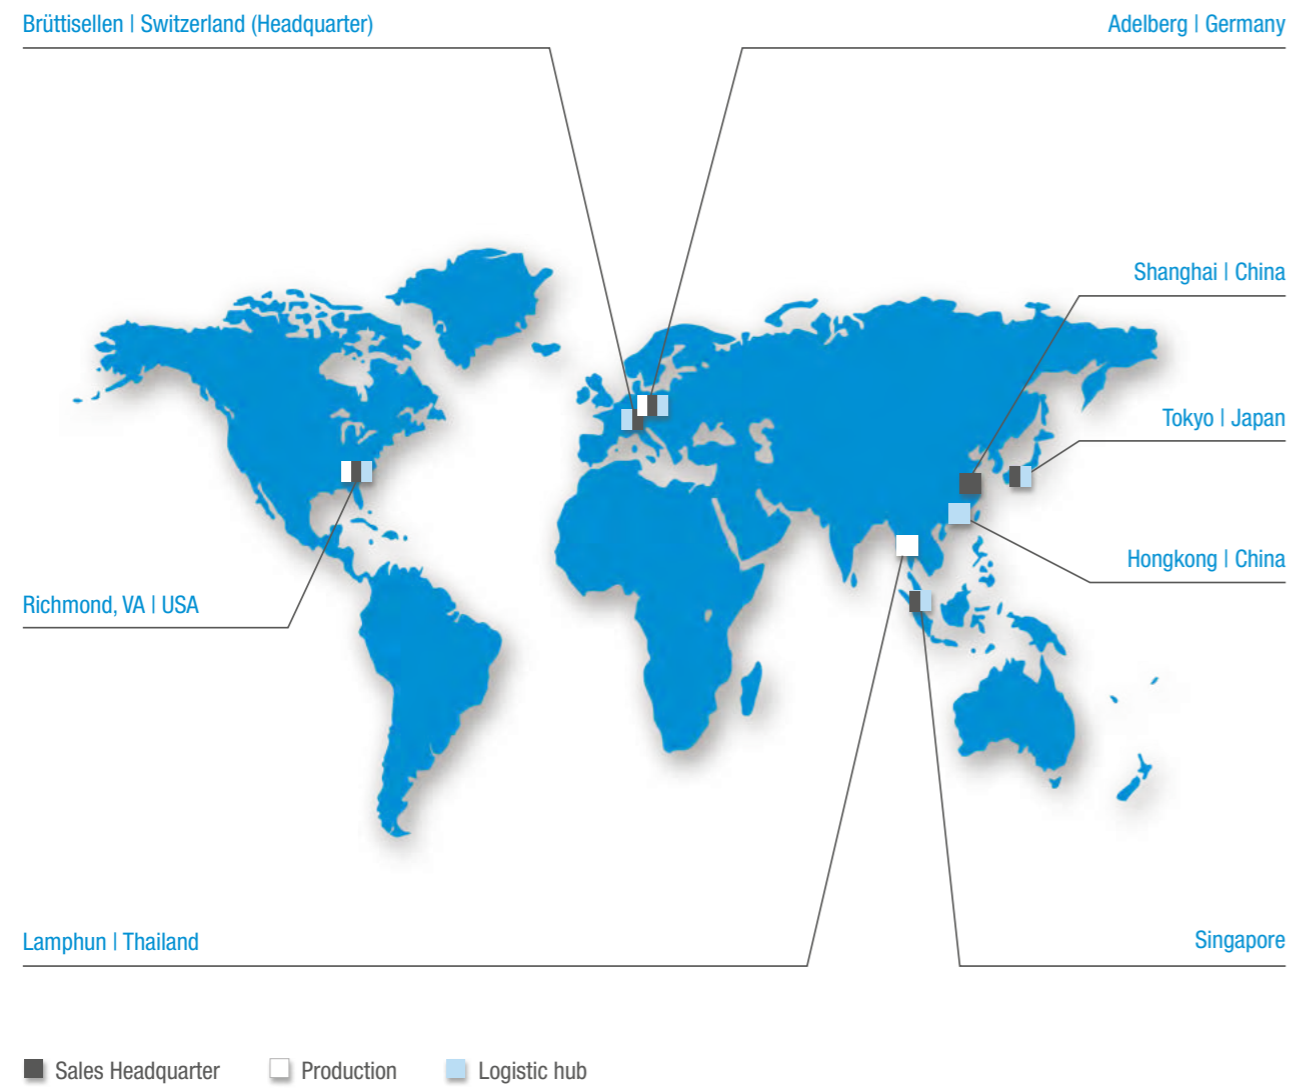 Brüttisellen | Switzerland (Headquarter)
Adelberg | Germany
Shanghai | China
Tokyo | Japan
Hongkong | China
Richmond, VA | USA
Lamphun | Thailand
Singapore
Sales Headquarter
Production
Logistic hub